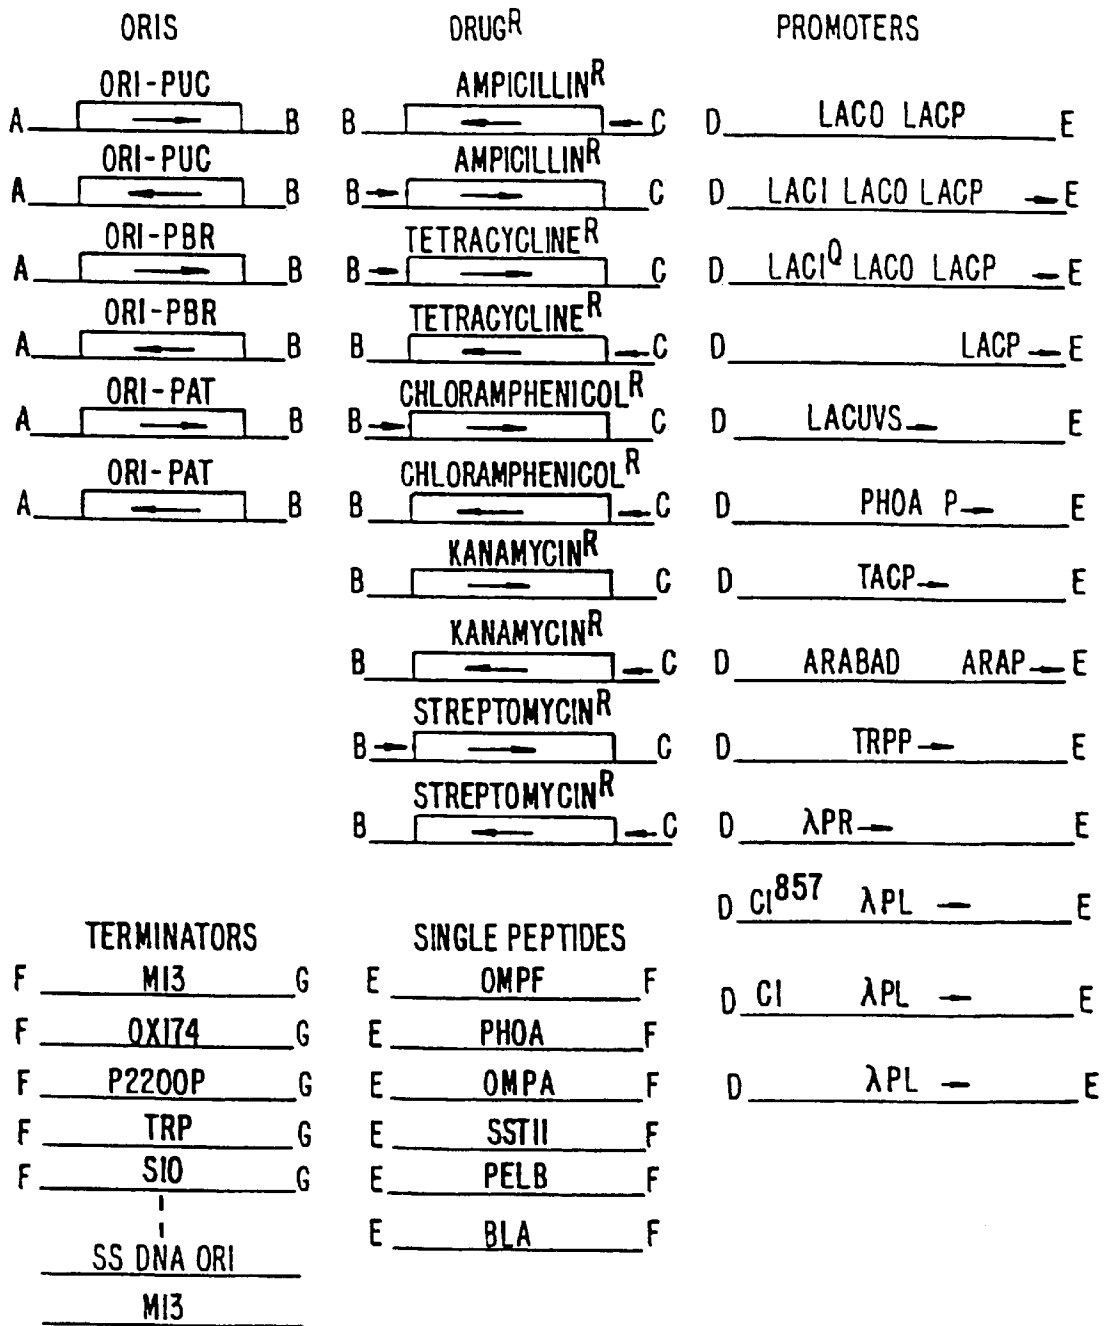 ORIS
A ORI-PUC B
A ORI-PUC B
A ORI-PBR B
A ORI-PBR B
A ORI-PAT B
A ORI-PAT B
DRUGR
B AMPICILLINR C
B AMPICILLINR C
B TETRACYCLINER C
B TETRACYCLINER C
B CHLORAMPHENICOLR C
B CHLORAMPHENICOLR C
B KANAMYCINR C
B KANAMYCINR C
B STREPTOMYCINR C
B STREPTOMYCINR C
PROMOTERS
D LACO LACP E
D LACI LACO LACP E
D LACIQ LACO LACP E
D LACP E
D LACUVS E
D PHOA P E
D TACP E
D ARABAD ARAP E
D TRPP E
D λPR E
D CI857 λPL E
D CI λPL E
D λPL E
TERMINATORS
F M13 G
F OX174 G
F P2200P G
F TRP G
F S10 G
SS DNA ORI
M13
SINGLE PEPTIDES
E OMPF F
E PHOA F
E OMPA F
E SSTII F
E PELB F
E BLA F